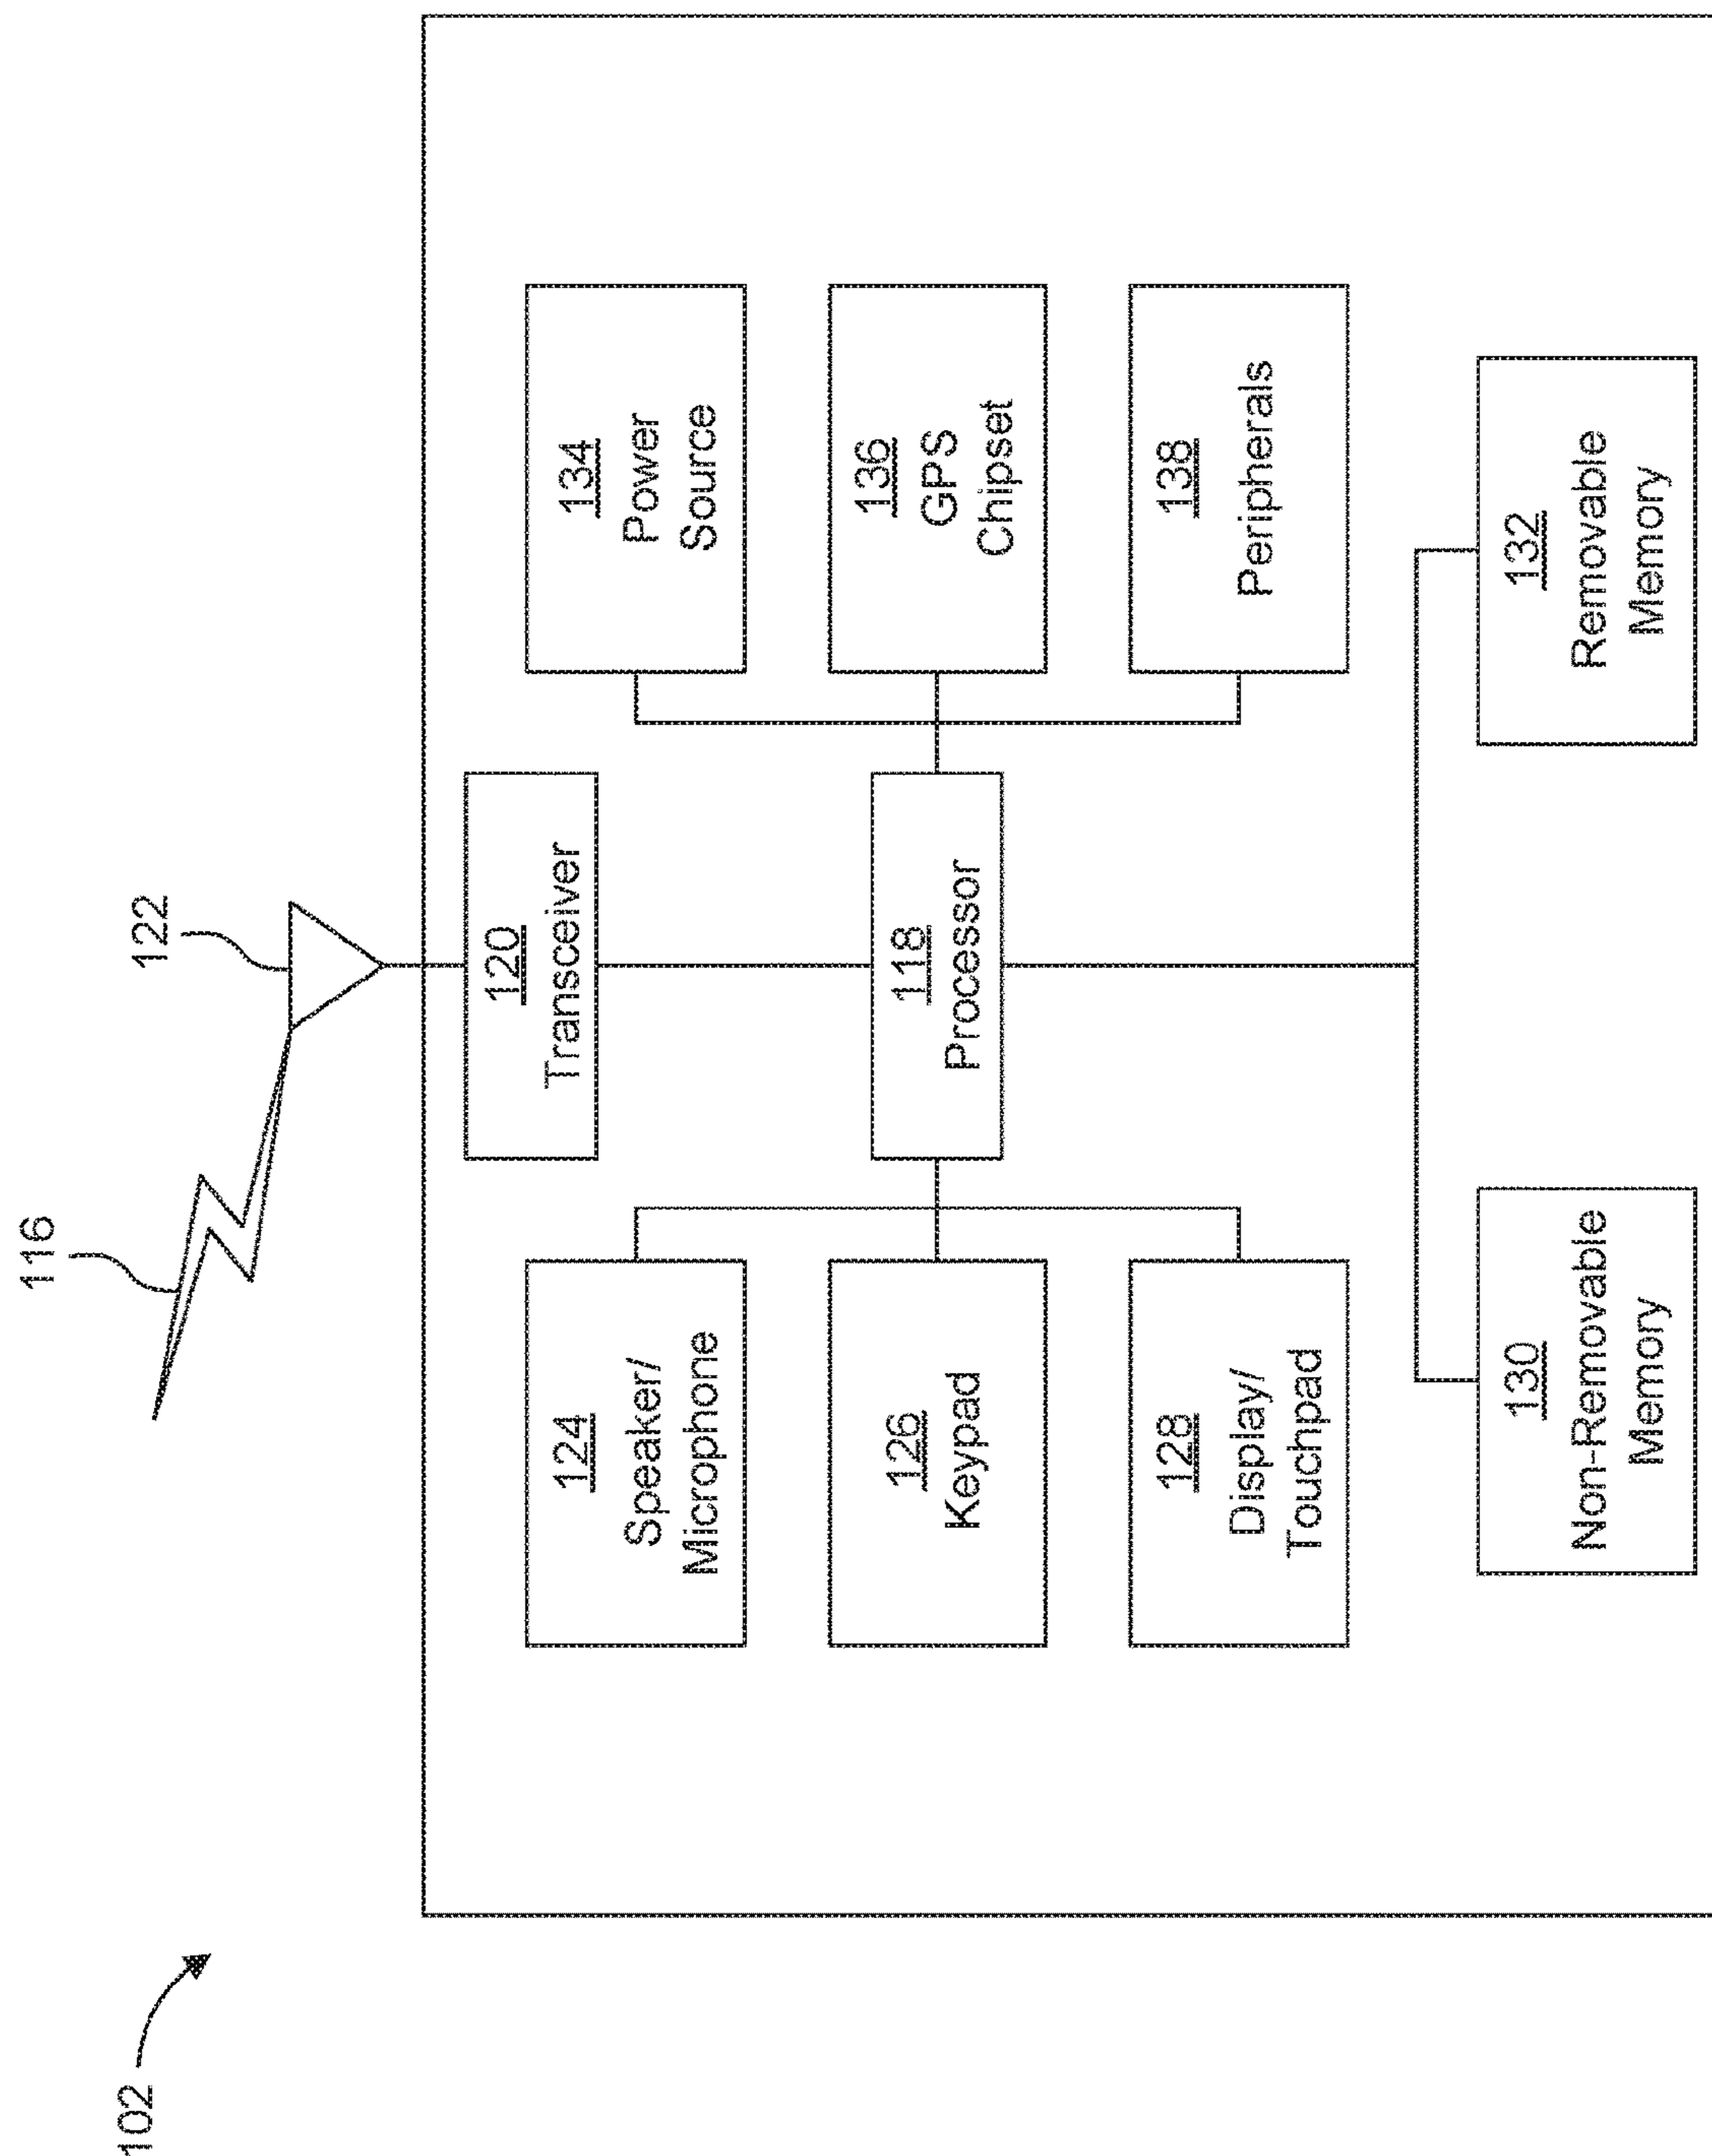 102
116
122
120
Transceiver
124
Speaker/
Microphone
134
Power
Source
118
Processor
126
Keypad
136
GPS
Chipset
128
Display/
Touchpad
138
Peripherals
130
Non-Removable
Memory
132
Removable
Memory